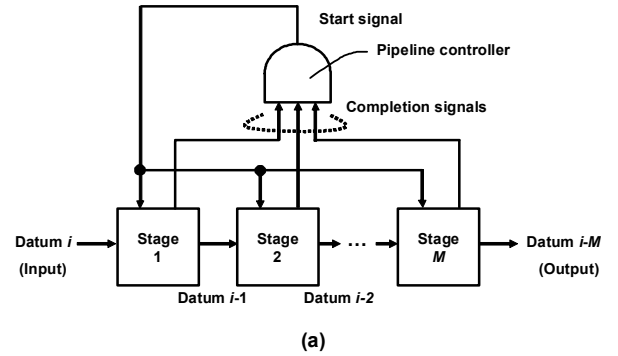 Start signal
Pipeline controller
Completion signals
Datum i
(Input)
Stage
1
Stage
2
...
Stage
M
Datum i-M
(Output)
Datum i-1
Datum i-2
(a)